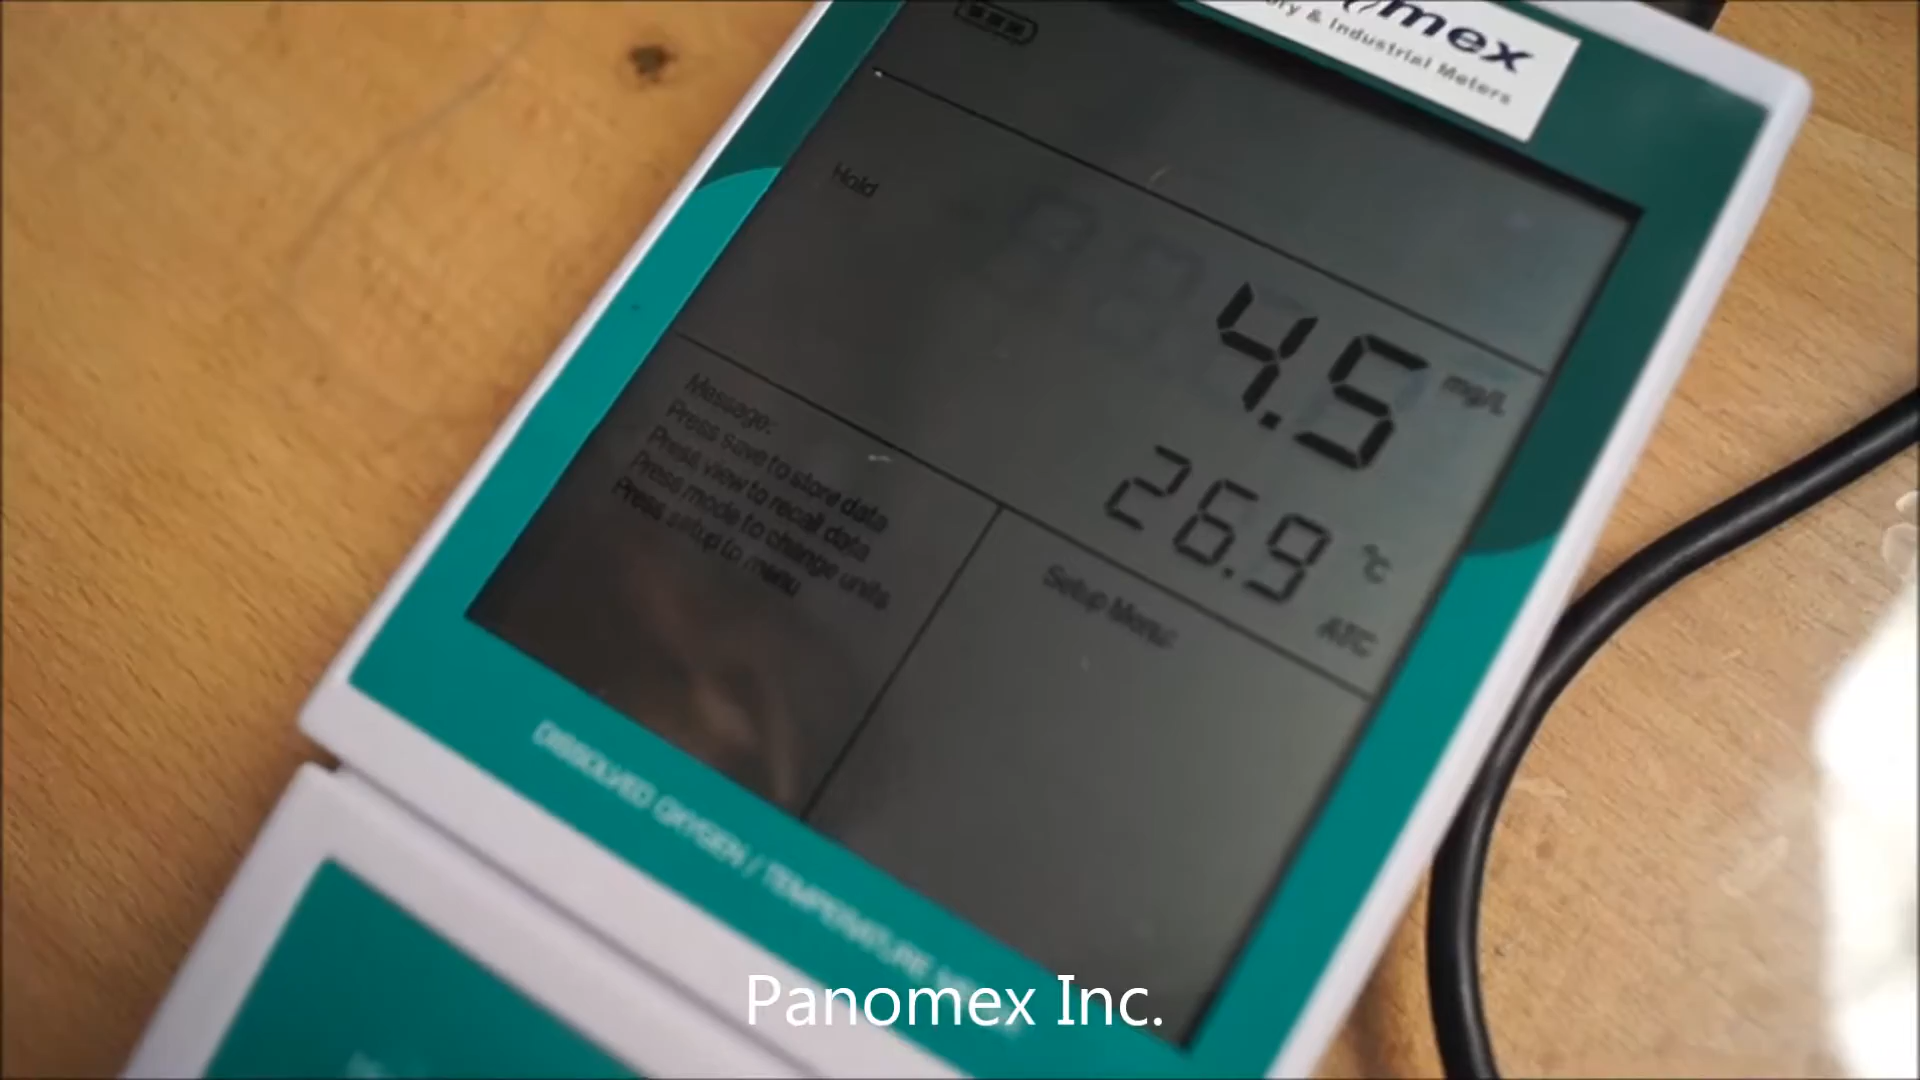 mex
ry & Industrial Meters
Hold
4.5 mg/L
26.9 °C
ATC
Message:
Press save to store data
Press view to recall data
Press mode to change units
Press setup to menu
Setup Menu:
DISSOLVED OXYGEN / TEMPERATURE
Panomex Inc.